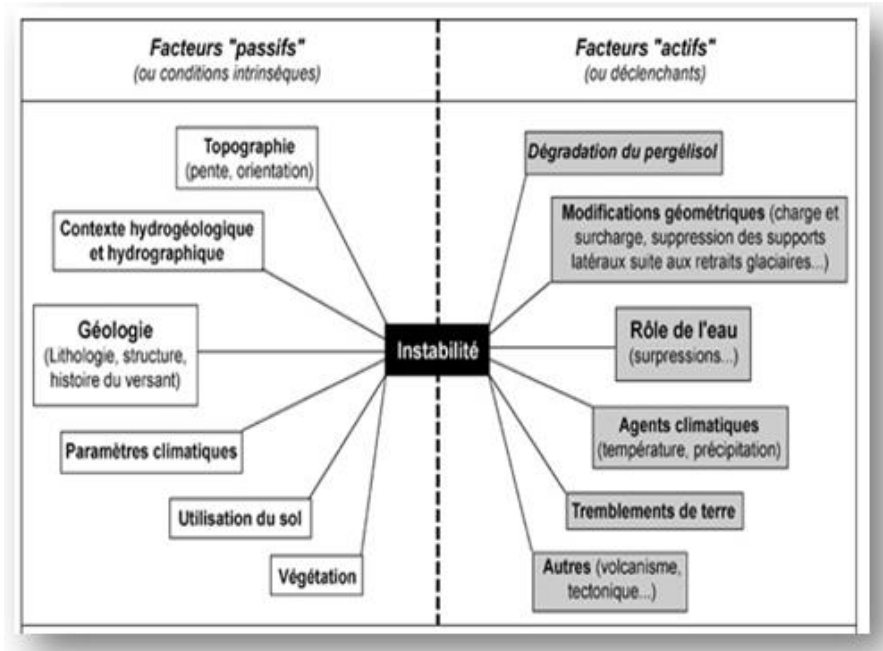 Facteurs "passifs"
(ou conditions intrinsèques)
Topographie
(pente, orientation)
Contexte hydrogéologique
et hydrographique
Géologie
(Lithologie, structure,
histoire du versant)
Paramètres climatiques
Utilisation du sol
Végétation
Instabilité
Facteurs "actifs"
(ou déclenchants)
Dégradation du pergélisol
Modifications géométriques (charge et
surcharge, suppression des supports
latéraux suite aux retraits glaciaires...)
Rôle de l'eau
(surpressions...)
Agents climatiques
(température, précipitation)
Tremblements de terre
Autres (volcanisme,
tectonique...)